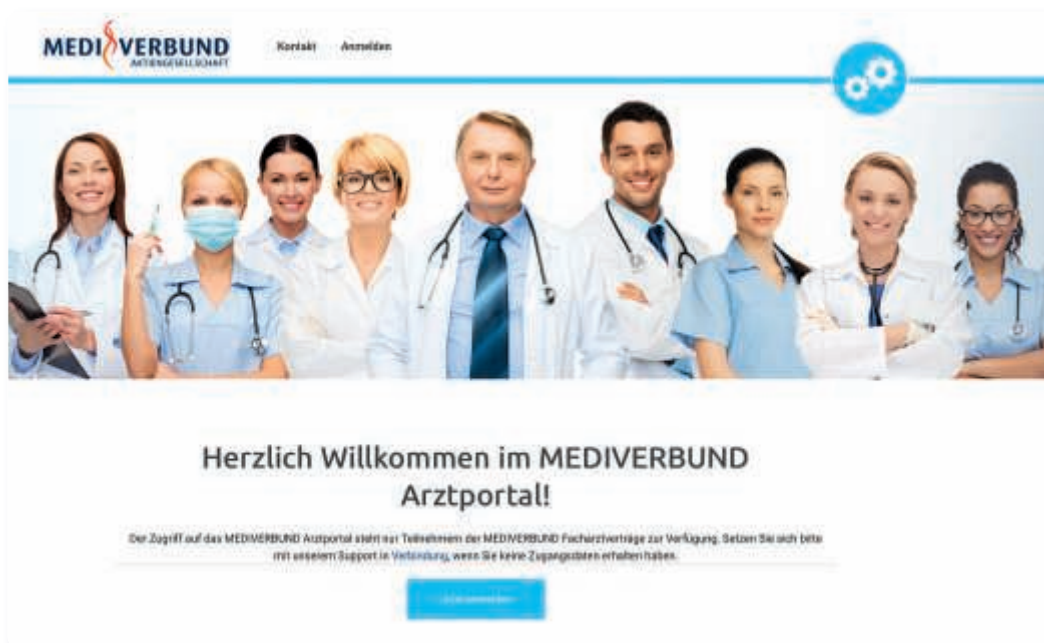 MEDIVERBUND
AKTIENGESELLSCHAFT
Kontakt Anmelden
Herzlich Willkommen im MEDIVERBUND
Arztportal!
Der Zugriff auf das MEDIVERBUND Arztportal steht nur Teilnehmern der MEDIVERBUND Facharztverträge zur Verfügung. Setzen Sie sich bitte
mit unserem Support in Verbindung, wenn Sie keine Zugangsdaten erhalten haben.